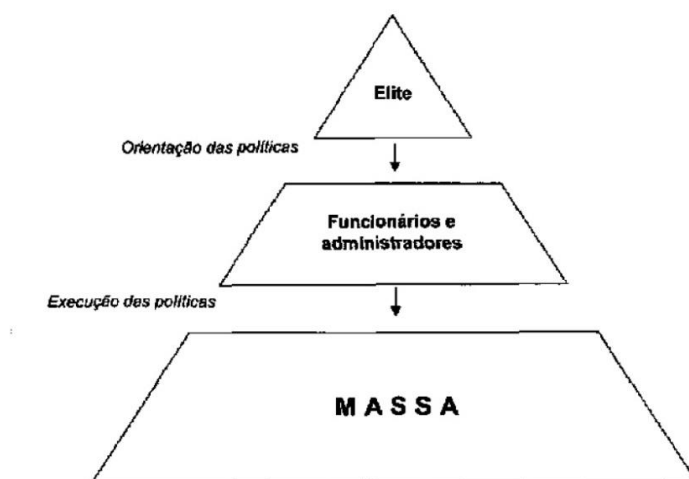 Elite
Orientação das políticas
Funcionários e
administradores
Execução das políticas
MASSA